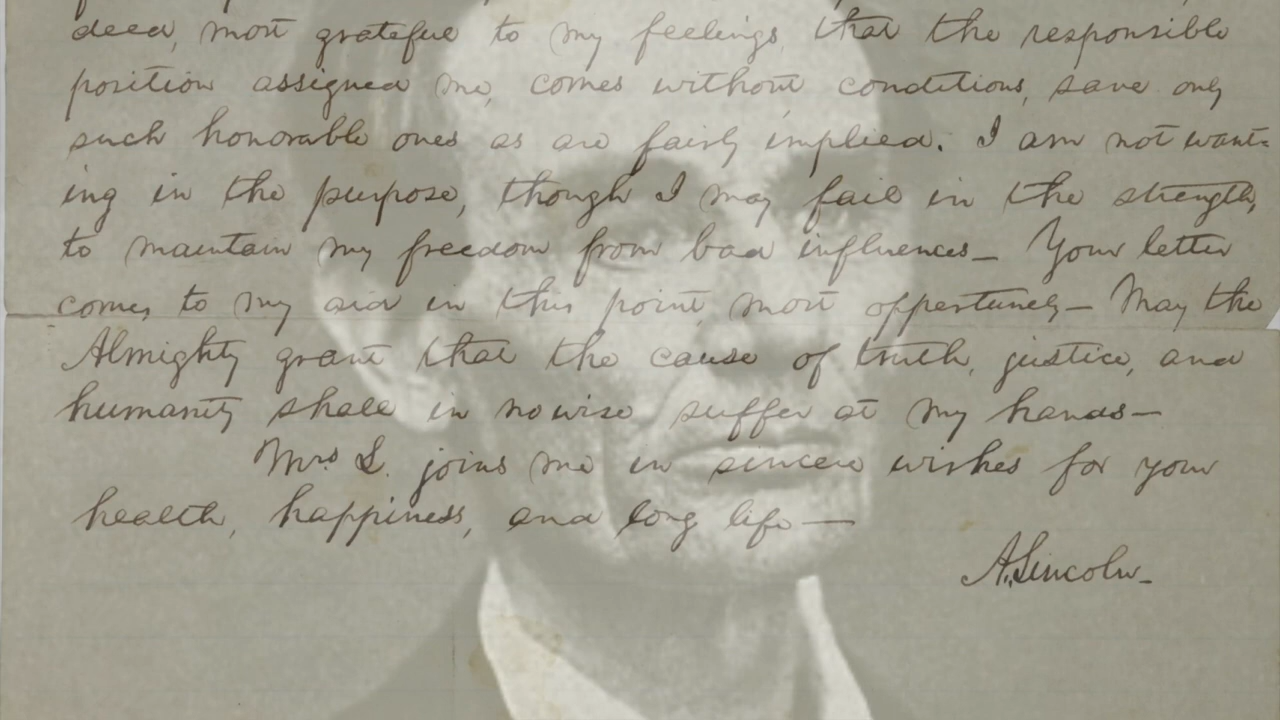 deed, most grateful to my feelings, that the responsible
position assigned me, comes without conditions, save only
such honorable ones as are fairly implied. I am not want-
ing in the purpose, though I may fail in the strength,
to maintain my freedom from bad influences_ Your letter
comes to my aid in this point, most opportunely— May the
Almighty grant that the cause of truth, justice, and
humanity, shall in no wise suffer at my hands—
Mrs L. joins me in sincere wishes for your
health, happiness, and long life—
A. Lincoln_